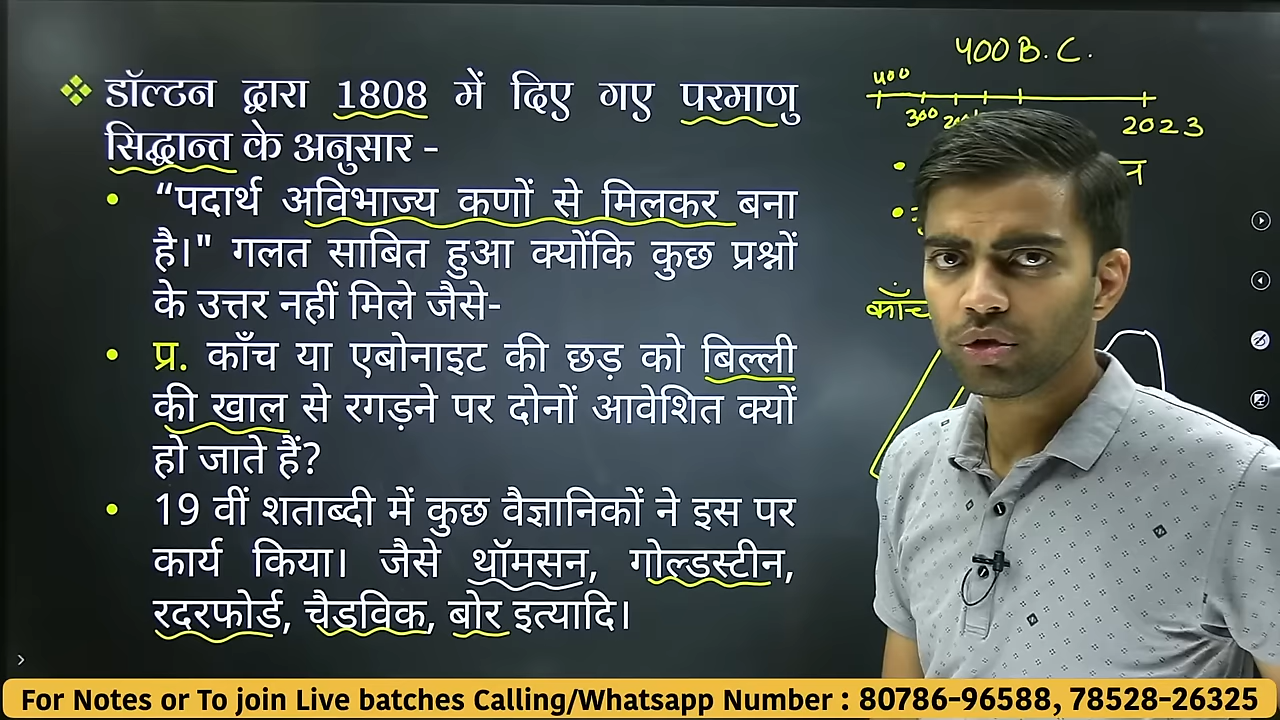 डॉल्टन द्वारा 1808 में दिए गए परमाणु
सिद्धान्त के अनुसार -
“पदार्थ अविभाज्य कणों से मिलकर बना
है।" गलत साबित हुआ क्योंकि कुछ प्रश्नों
के उत्तर नहीं मिले जैसे-
प्र. काँच या एबोनाइट की छड़ को बिल्ली
की खाल से रगड़ने पर दोनों आवेशित क्यों
हो जाते हैं?
19 वीं शताब्दी में कुछ वैज्ञानिकों ने इस पर
कार्य किया। जैसे थॉमसन, गोल्डस्टीन,
रदरफोर्ड, चैडविक, बोर इत्यादि।
400 B.C.
400
300
2023
For Notes or To join Live batches Calling/Whatsapp Number : 80786-96588, 78528-26325